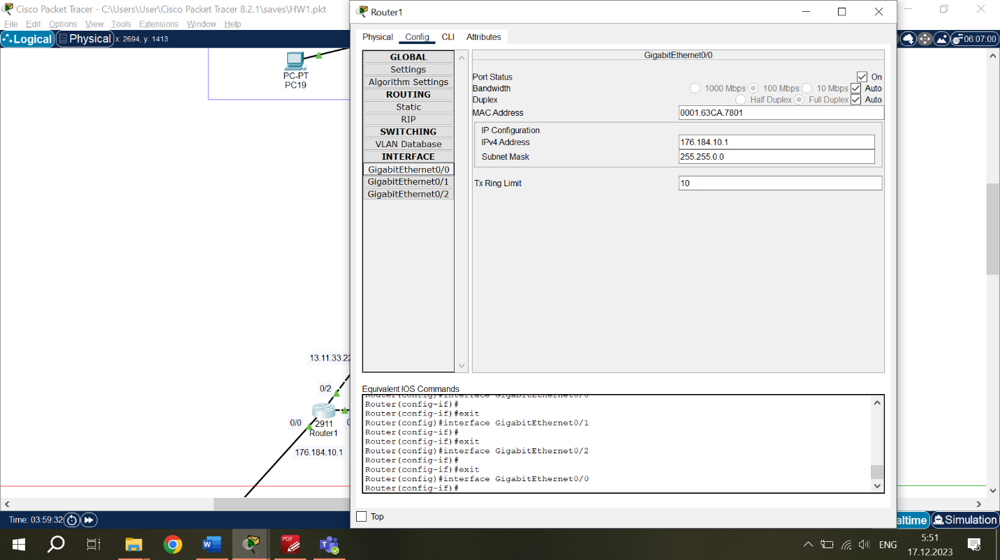 Cisco Packet Tracer - C:\Users\User\Cisco Packet Tracer 8.2.1\saves\HW1.pkt
File Edit Options View Tools Extensions Window Help
Logical Physical x: 2694, y: 1413
06:07:00
PC-PT
PC19
13.11.33.22
0/2
0/0
2911
Router1
176.184.10.1
Time: 03:59:32
altime Simulation
Router1
Physical Config CLI Attributes
GLOBAL
Settings
Algorithm Settings
ROUTING
Static
RIP
SWITCHING
VLAN Database
INTERFACE
GigabitEthernet0/0
GigabitEthernet0/1
GigabitEthernet0/2
GigabitEthernet0/0
Port Status On
Bandwidth 1000 Mbps 100 Mbps 10 Mbps Auto
Duplex Half Duplex Full Duplex Auto
MAC Address 0001.63CA.7801
IP Configuration
IPv4 Address 176.184.10.1
Subnet Mask 255.255.0.0
Tx Ring Limit 10
Equivalent IOS Commands
Router(config)#interface GigabitEthernet0/0
Router(config-if)#
Router(config-if)#exit
Router(config)#interface GigabitEthernet0/1
Router(config-if)#
Router(config-if)#exit
Router(config)#interface GigabitEthernet0/2
Router(config-if)#
Router(config-if)#exit
Router(config)#interface GigabitEthernet0/0
Router(config-if)#
Top
PDF
ENG
5:51
17.12.2023